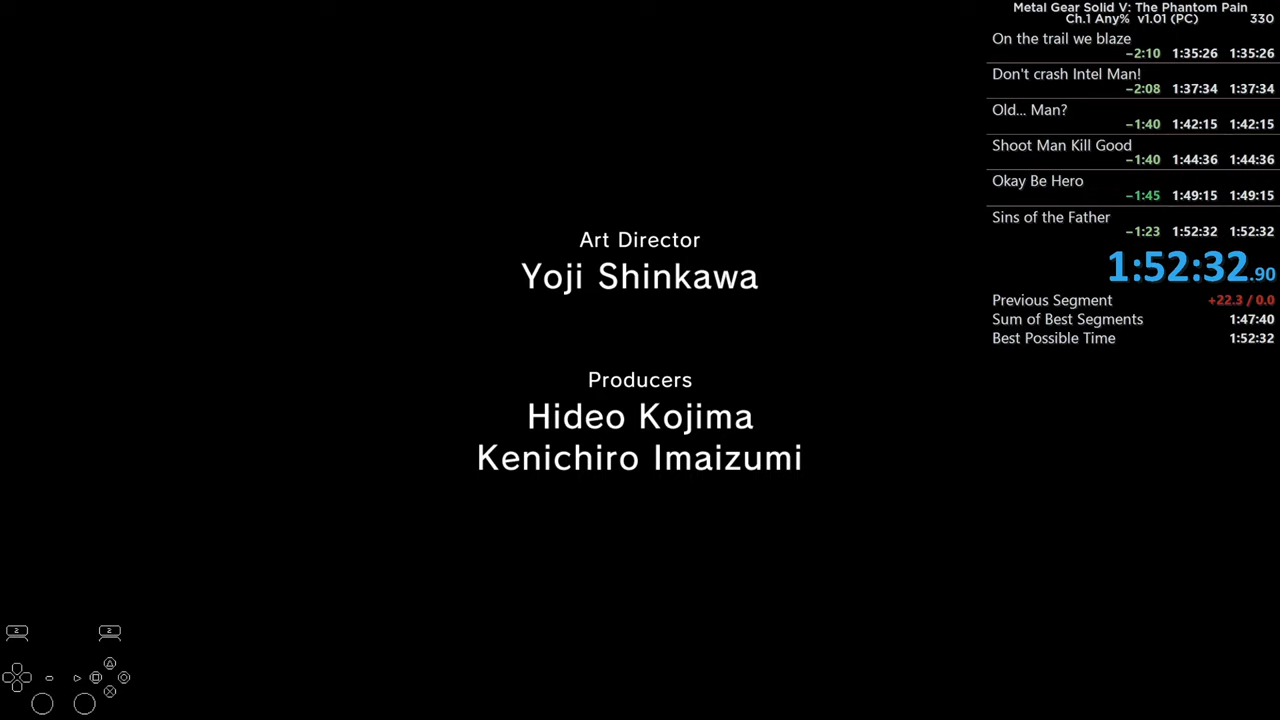 Metal Gear Solid V: The Phantom Pain
Ch.1 Any% v1.01 (PC) 330
On the trail we blaze
−2:10 1:35:26 1:35:26
Don't crash Intel Man!
−2:08 1:37:34 1:37:34
Old... Man?
−1:40 1:42:15 1:42:15
Shoot Man Kill Good
−1:40 1:44:36 1:44:36
Okay Be Hero
−1:45 1:49:15 1:49:15
Sins of the Father
−1:23 1:52:32 1:52:32
1:52:32.90
Previous Segment +22.3 / 0.0
Sum of Best Segments 1:47:40
Best Possible Time 1:52:32
Art Director
Yoji Shinkawa
Producers
Hideo Kojima
Kenichiro Imaizumi
2 2